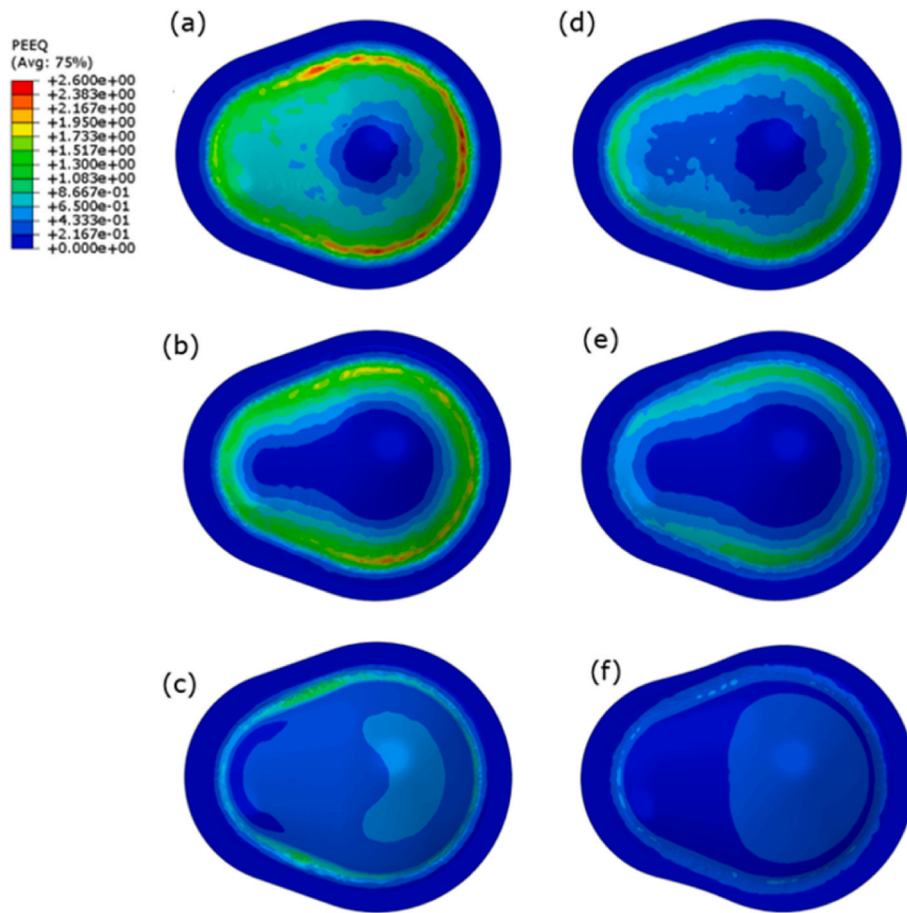 (a)
(d)
PEEQ
(Avg: 75%)
+2.600e+00
+2.383e+00
+2.167e+00
+1.950e+00
+1.733e+00
+1.517e+00
+1.300e+00
+1.083e+00
+8.667e-01
+6.500e-01
+4.333e-01
+2.167e-01
+0.000e+00
(b)
(e)
(c)
(f)